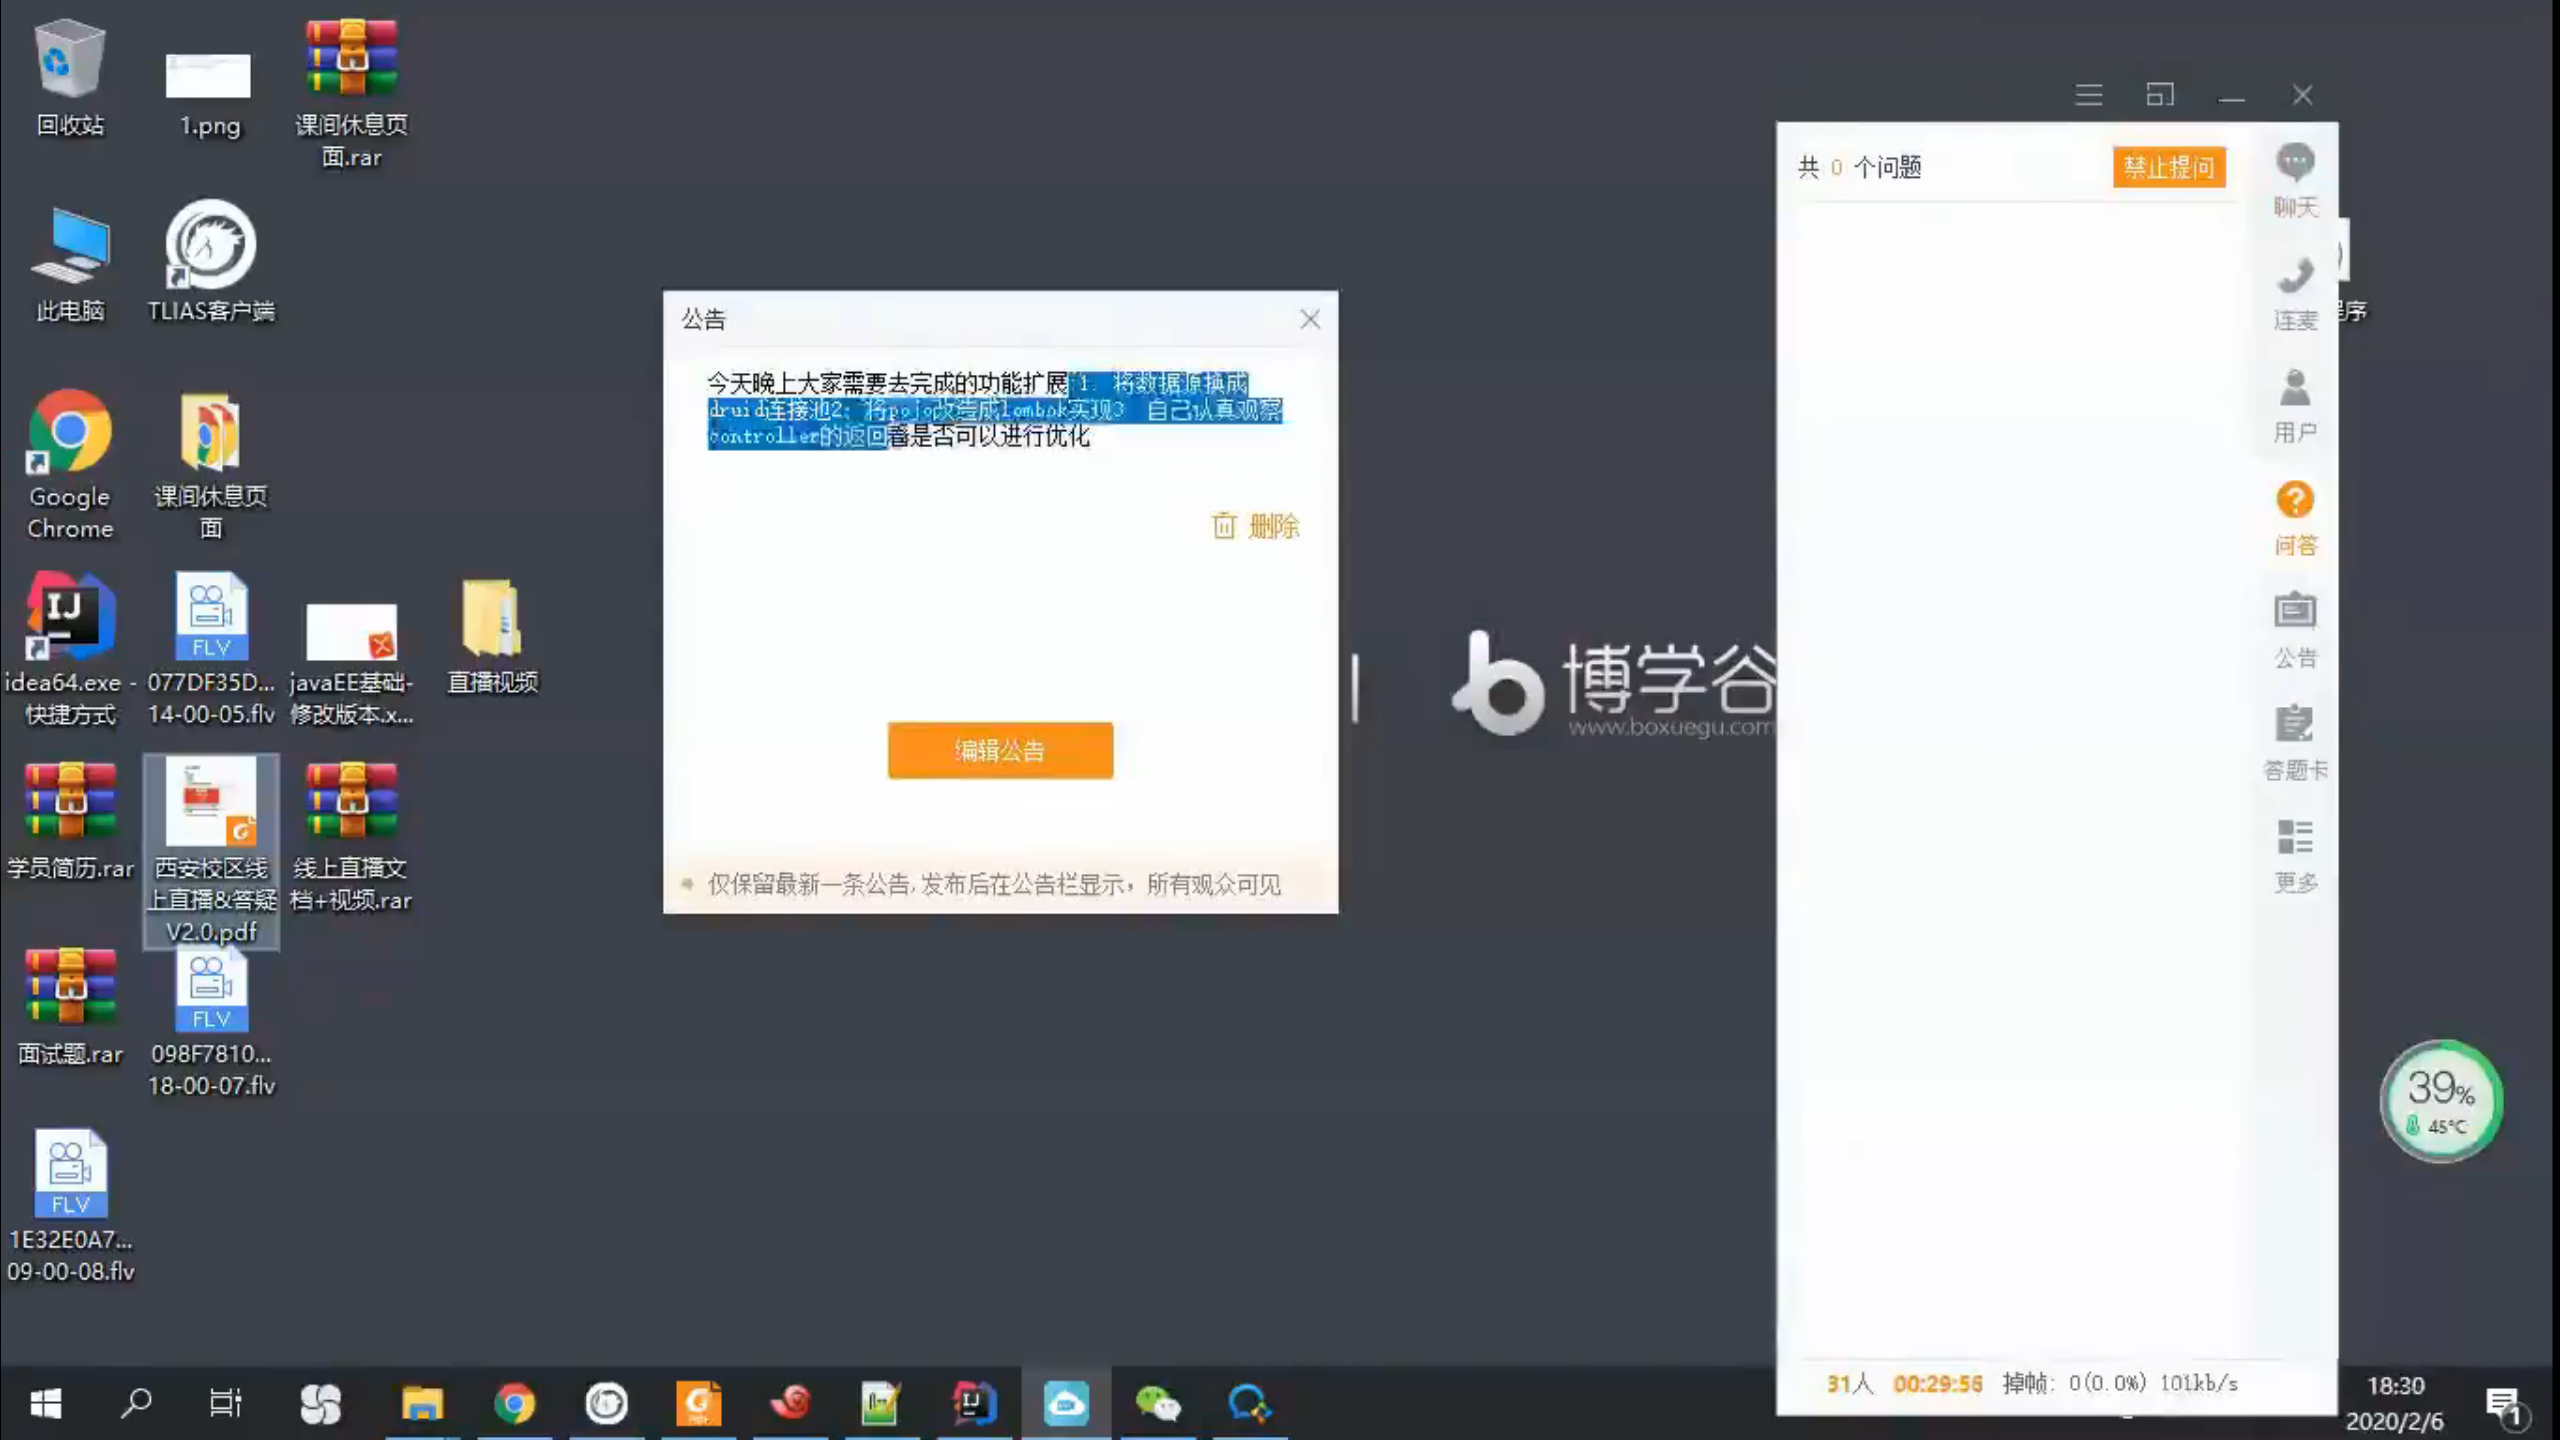 回收站
1.png
课间休息页
面.rar
此电脑
TLIAS客户端
Google
Chrome
课间休息页
面
idea64.exe -
快捷方式
077DF35D...
14-00-05.flv
javaEE基础-
修改版本.x...
直播视频
FLV
学员简历.rar
西安校区线
上直播&答疑
V2.0.pdf
线上直播文
档+视频.rar
面试题.rar
FLV
098F7810...
18-00-07.flv
FLV
1E32E0A7...
09-00-08.flv
公告
今天晚上大家需要去完成的功能扩展:1. 将数据源换成
druid连接池2: 将pojo改造成lombok实现3 自己认真观察
controller的返回着是否可以进行优化
删除
编辑公告
仅保留最新一条公告,发布后在公告栏显示，所有观众可见
博学谷
www.boxuegu.com
共 0 个问题
禁止提问
聊天
连麦
用户
问答
公告
答题卡
更多
程序
39%
45°C
31人 00:29:56 掉帧: 0(0.0%) 101kb/s
18:30
2020/2/6
1